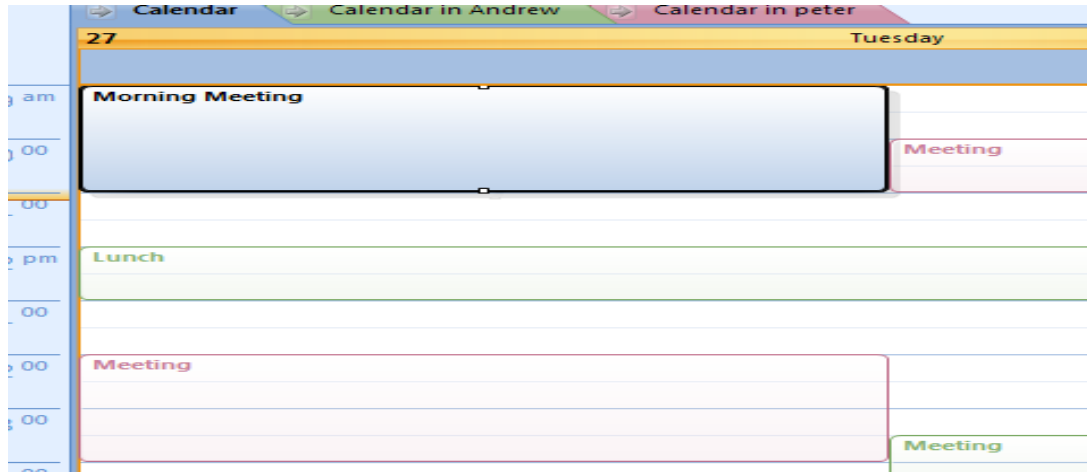 Calendar Calendar in Andrew Calendar in peter
27 Tuesday
am Morning Meeting
00 Meeting
00
pm Lunch
00
00 Meeting
00
Meeting
00